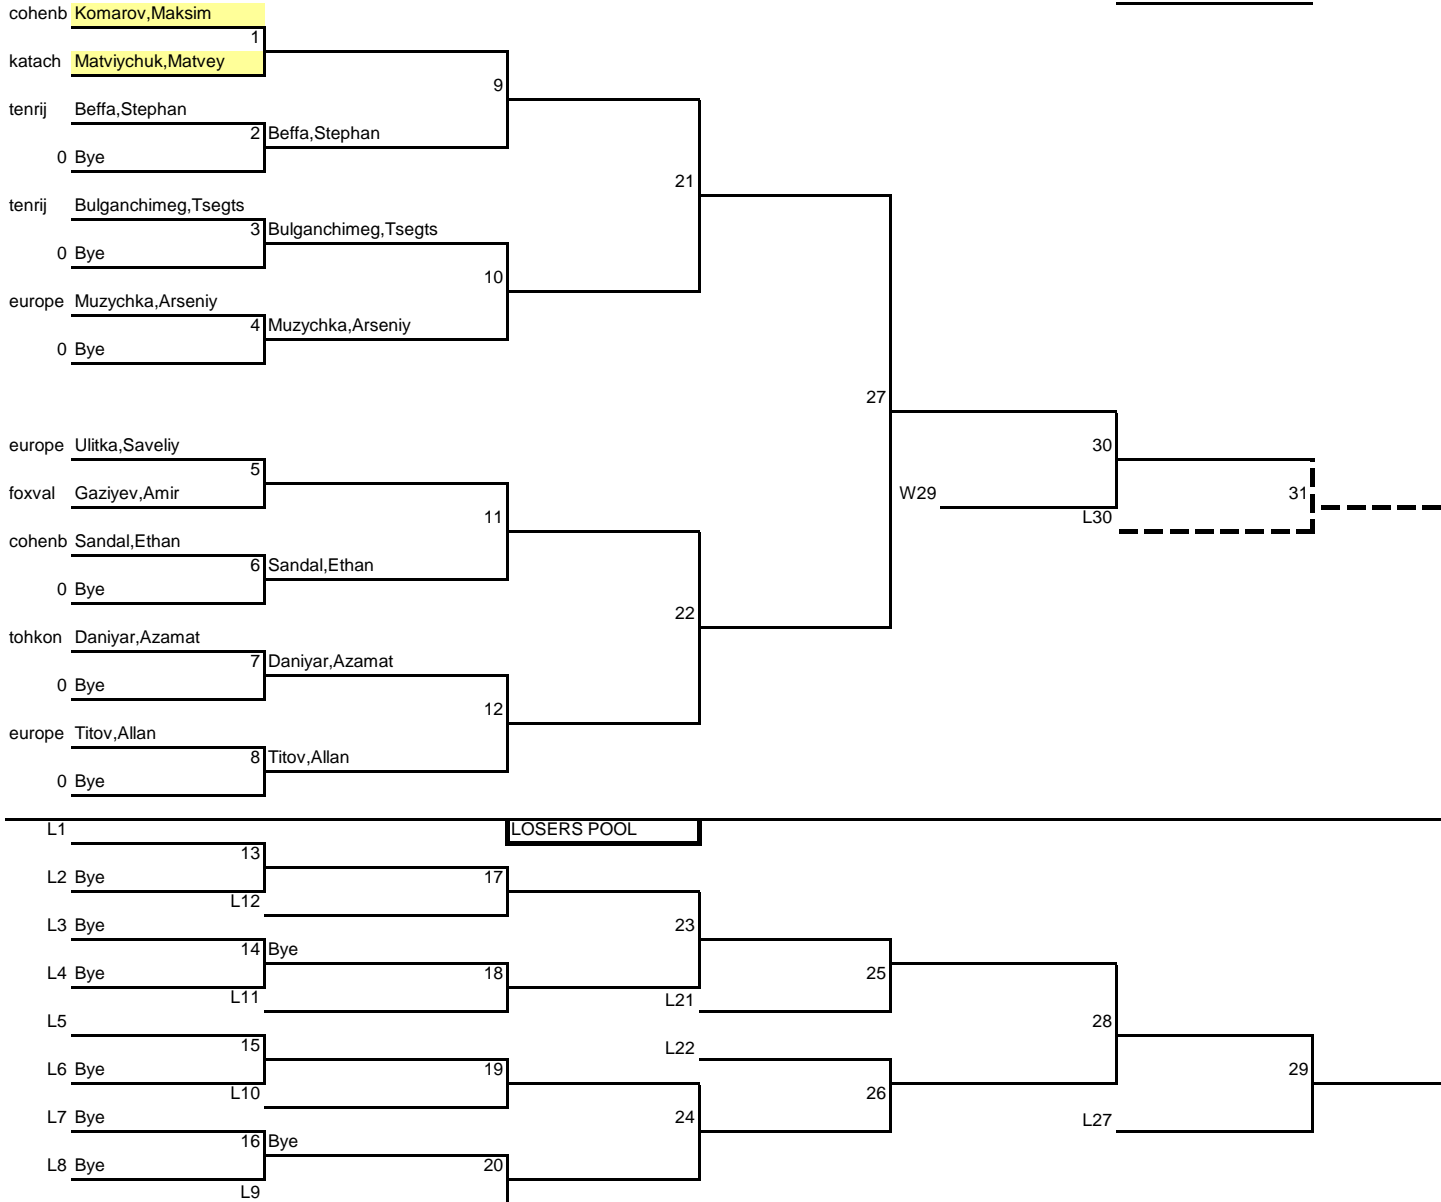 cohenb Komarov,Maksim
1
katach Matviychuk,Matvey
9
tenrij Beffa,Stephan
2 Beffa,Stephan
0 Bye
21
tenrij Bulganchimeg,Tsegts
3 Bulganchimeg,Tsegts
0 Bye
10
europe Muzychka,Arseniy
4 Muzychka,Arseniy
0 Bye
27
europe Ulitka,Saveliy
30
5
foxval Gaziyev,Amir
W29
31
11
L30
cohenb Sandal,Ethan
6 Sandal,Ethan
0 Bye
22
tohkon Daniyar,Azamat
7 Daniyar,Azamat
0 Bye
12
europe Titov,Allan
8 Titov,Allan
0 Bye
L1
LOSERS POOL
13
L2 Bye
17
L12
L3 Bye
23
14 Bye
L4 Bye
18
25
L11
L21
L5
28
15
L22
L6 Bye
19
29
L10
26
L7 Bye
24
L27
16 Bye
L8 Bye
20
L9